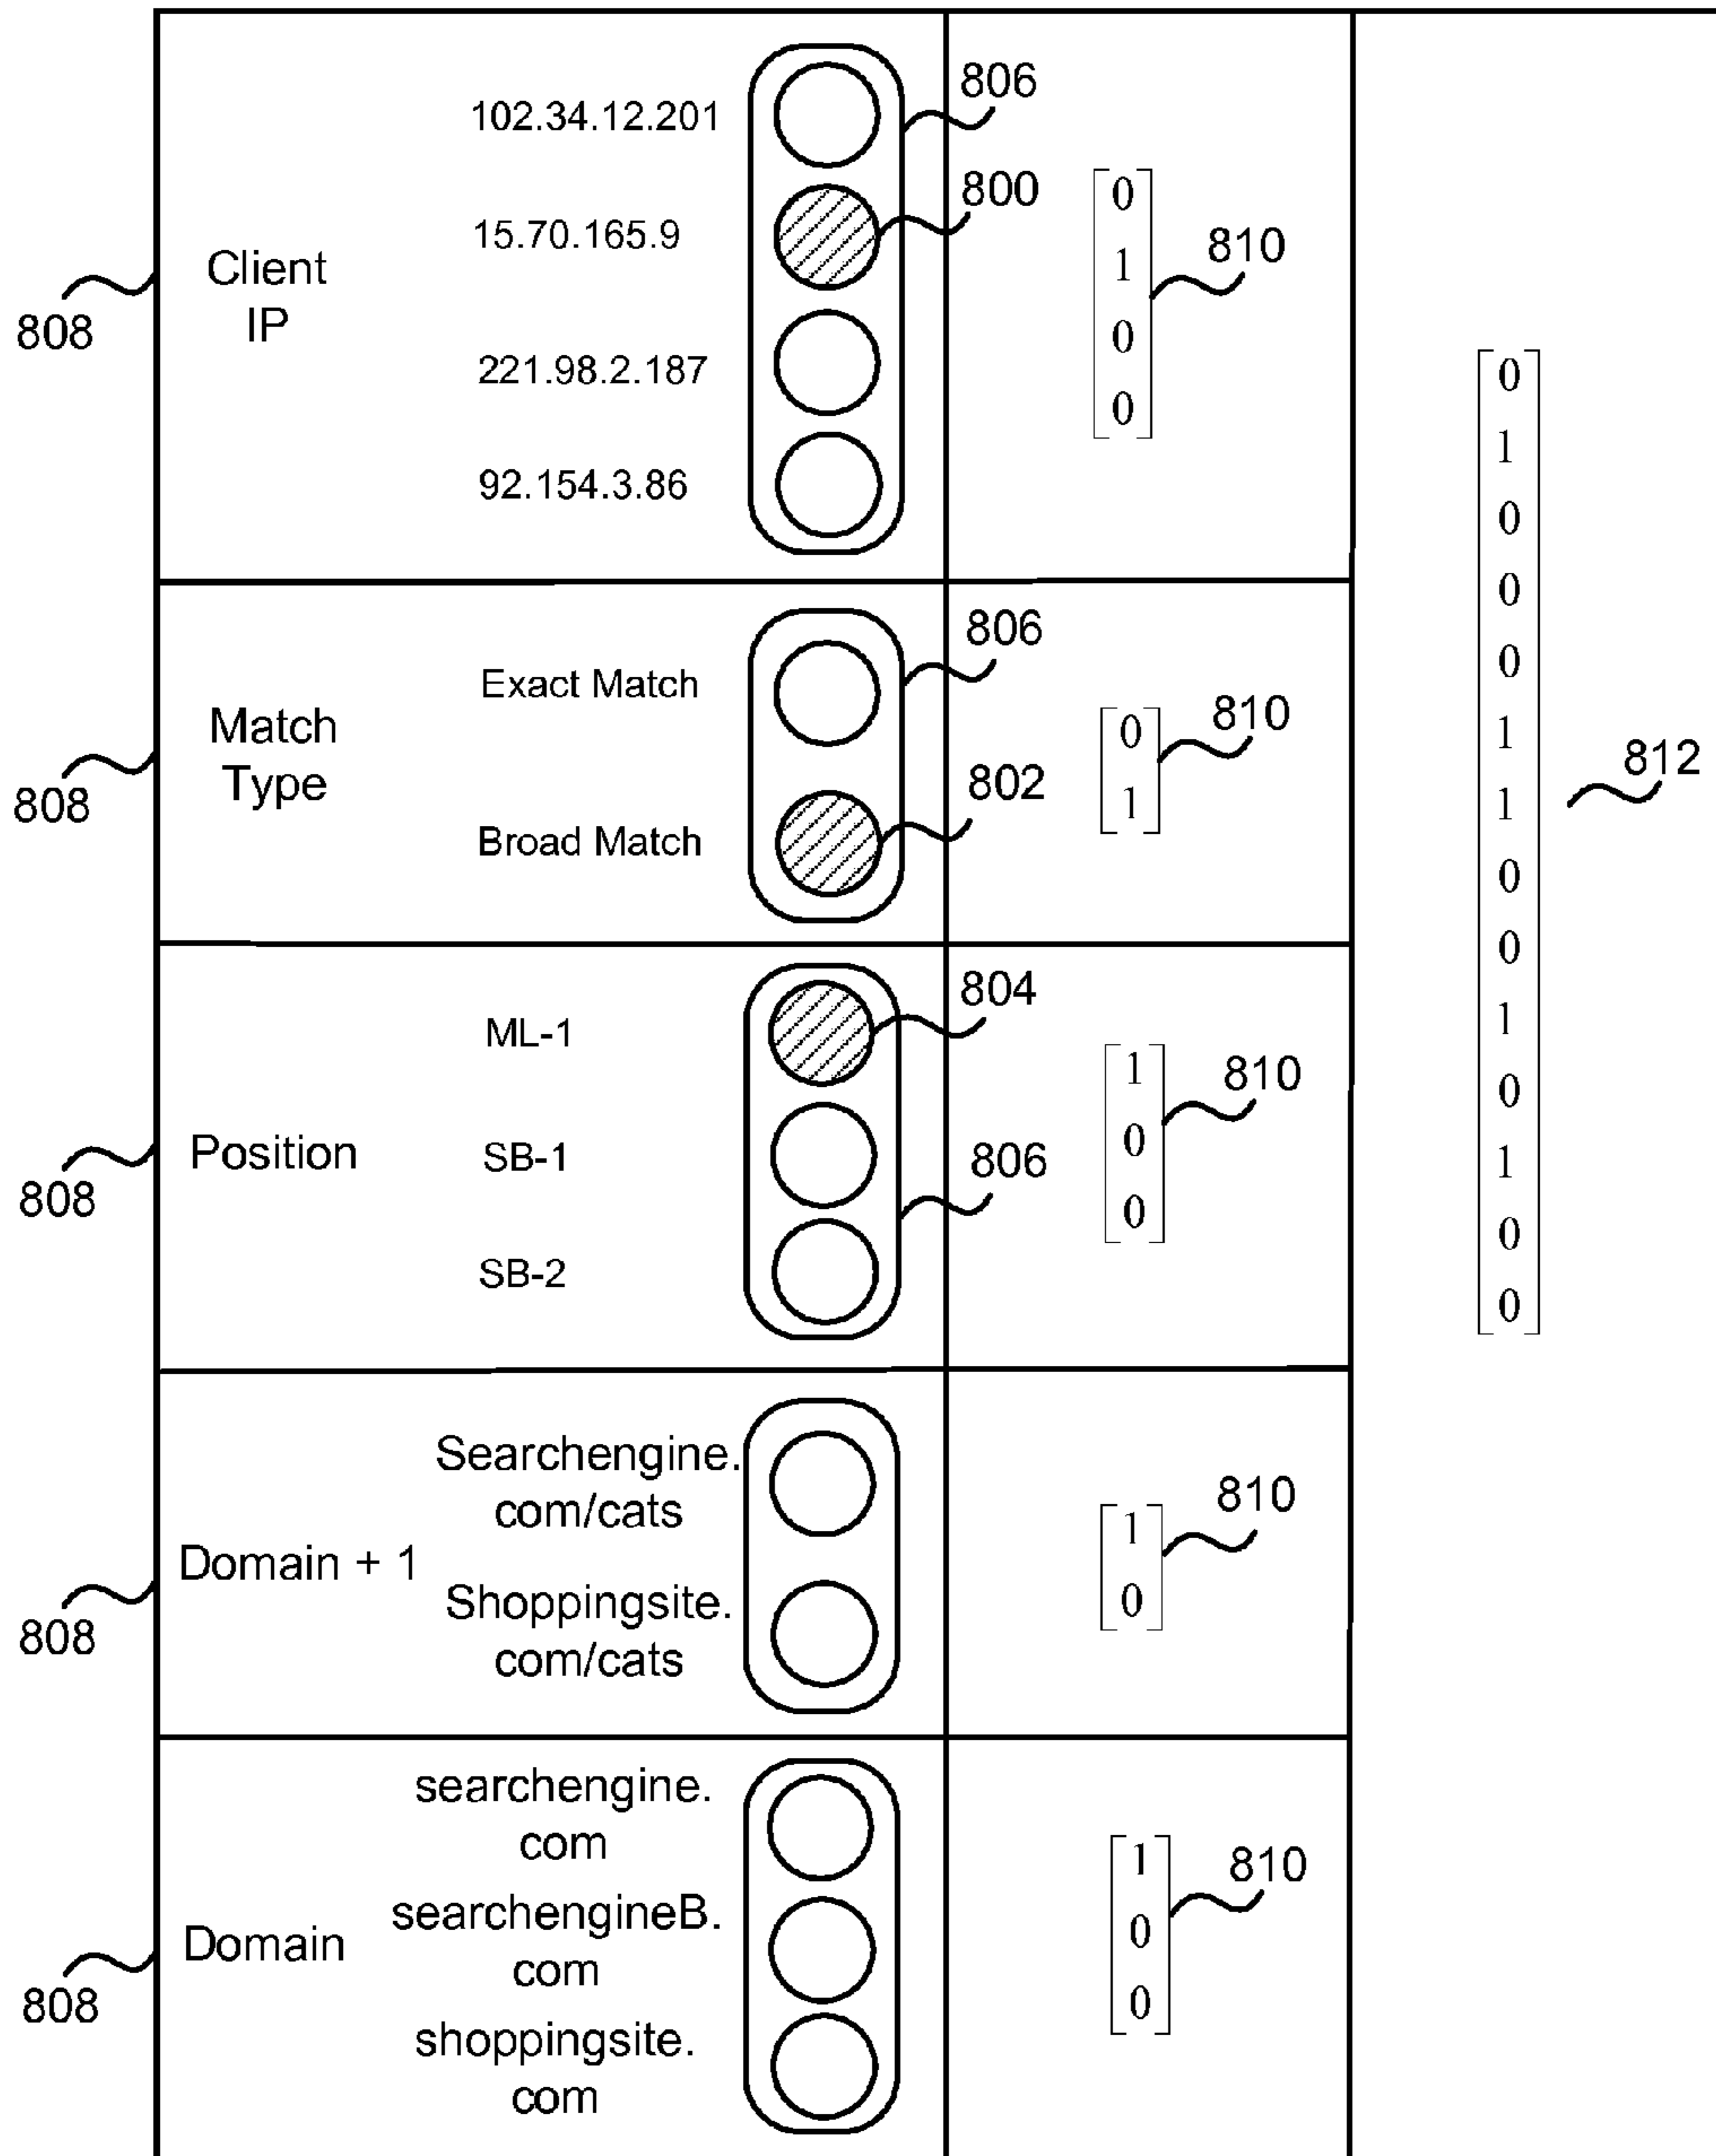 102.34.12.201
806
15.70.165.9
800
Client
IP
808
221.98.2.187
92.154.3.86
0
1
0
0
810
Exact Match
806
Match
Type
808
Broad Match
802
0
1
810
ML-1
804
Position
808
SB-1
806
SB-2
1
0
0
810
Searchengine.
com/cats
Domain + 1
808
Shoppingsite.
com/cats
1
0
810
searchengine.
com
searchengineB.
com
Domain
808
shoppingsite.
com
1
0
0
810
0
1
0
0
0
1
1
0
0
1
0
1
0
0
812